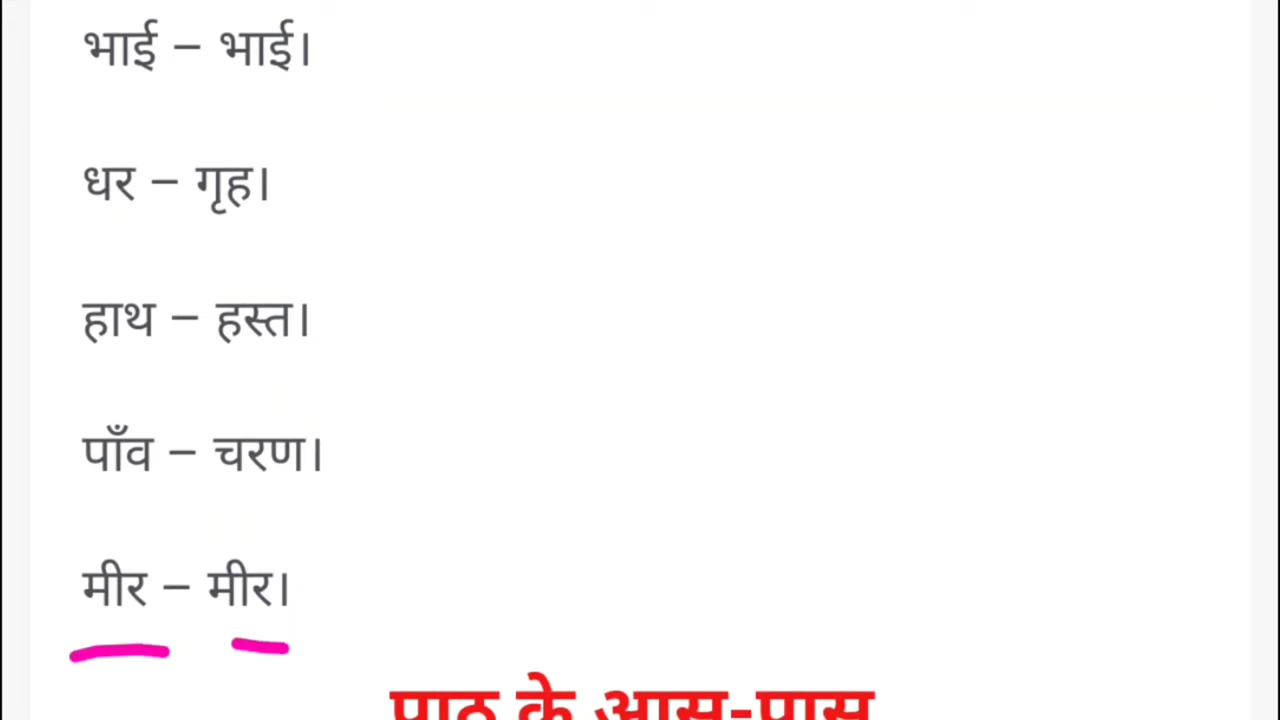 भाई – भाई।
धर – गृह।
हाथ – हस्त।
पाँव – चरण।
मीर – मीर।
पाठ के आस-पास